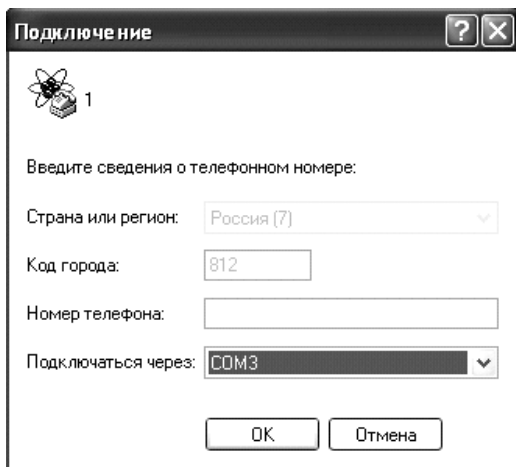 Подключение
1
Введите сведения о телефонном номере:
Страна или регион: Россия (7)
Код города: 812
Номер телефона:
Подключаться через: COM3
OK Отмена